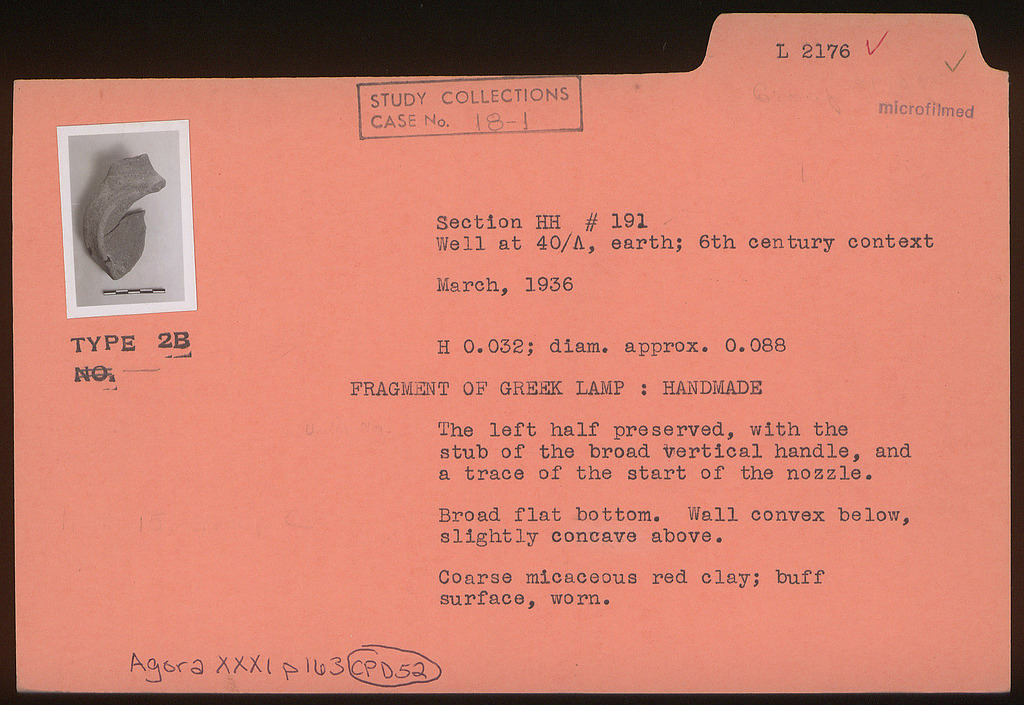 L 2176
STUDY COLLECTIONS
CASE No. 18-1
microfilmed
Section HH # 191
Well at 40/Λ, earth; 6th century context
March, 1936
TYPE 2B
NO.
H 0.032; diam. approx. 0.088
FRAGMENT OF GREEK LAMP : HANDMADE
The left half preserved, with the
stub of the broad vertical handle, and
a trace of the start of the nozzle.
Broad flat bottom. Wall convex below,
slightly concave above.
Coarse micaceous red clay; buff
surface, worn.
Agora XXXI p 163 CPD52